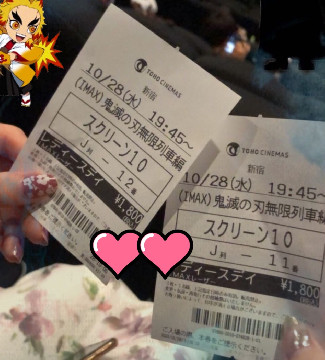 TOHO CINEMAS
新宿
10/28(水) 19:45～
(IMAX)鬼滅の刃無限列車編
スクリーン10
J列 - 12番
レディースデイ
¥1,800
TOHO CINEMAS
新宿
10/28(水) 19:45～
(IMAX)鬼滅の刃無限列車編
スクリーン10
J列 - 11番
ディースデイ
¥1,800